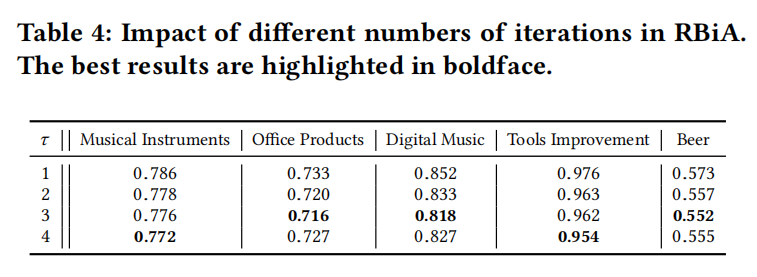 Table 4: Impact of different numbers of iterations in RBiA.
The best results are highlighted in boldface.
τ || Musical Instruments | Office Products | Digital Music | Tools Improvement | Beer
1 0.786 0.733 0.852 0.976 0.573
2 0.778 0.720 0.833 0.963 0.557
3 0.776 0.716 0.818 0.962 0.552
4 0.772 0.727 0.827 0.954 0.555